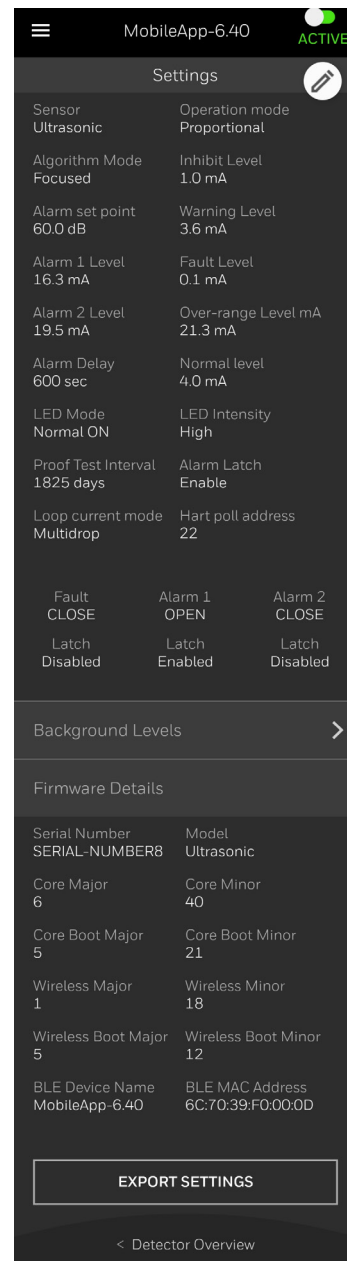 MobileApp-6.40
ACTIVE
Settings
Sensor Operation mode
Ultrasonic Proportional
Algorithm Mode Inhibit Level
Focused 1.0 mA
Alarm set point Warning Level
60.0 dB 3.6 mA
Alarm 1 Level Fault Level
16.3 mA 0.1 mA
Alarm 2 Level Over-range Level mA
19.5 mA 21.3 mA
Alarm Delay Normal level
600 sec 4.0 mA
LED Mode LED Intensity
Normal ON High
Proof Test Interval Alarm Latch
1825 days Enable
Loop current mode Hart poll address
Multidrop 22
Fault Alarm 1 Alarm 2
CLOSE OPEN CLOSE
Latch Latch Latch
Disabled Enabled Disabled
Background Levels
Firmware Details
Serial Number Model
SERIAL-NUMBER8 Ultrasonic
Core Major Core Minor
6 40
Core Boot Major Core Boot Minor
5 21
Wireless Major Wireless Minor
1 18
Wireless Boot Major Wireless Boot Minor
5 12
BLE Device Name BLE MAC Address
MobileApp-6.40 6C:70:39:F0:00:0D
EXPORT SETTINGS
< Detector Overview